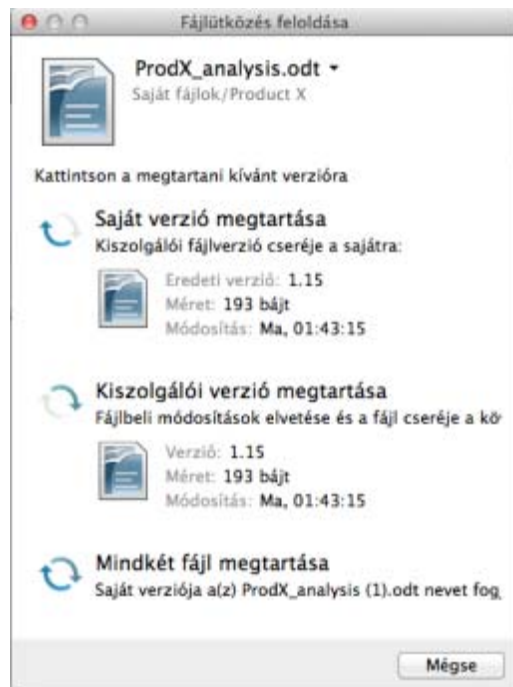 Fájlütközés feloldása
ProdX_analysis.odt
Saját fájlok/Product X
Kattintson a megtartani kívánt verzióra
Saját verzió megtartása
Kiszolgálói fájlverzió cseréje a sajátra:
Eredeti verzió: 1.15
Méret: 193 bájt
Módosítás: Ma, 01:43:15
Kiszolgálói verzió megtartása
Fájlbeli módosítások elvetése és a fájl cseréje a kö
Verzió: 1.15
Méret: 193 bájt
Módosítás: Ma, 01:43:15
Mindkét fájl megtartása
Saját verziója a(z) ProdX_analysis (1).odt nevet fog
Mégse